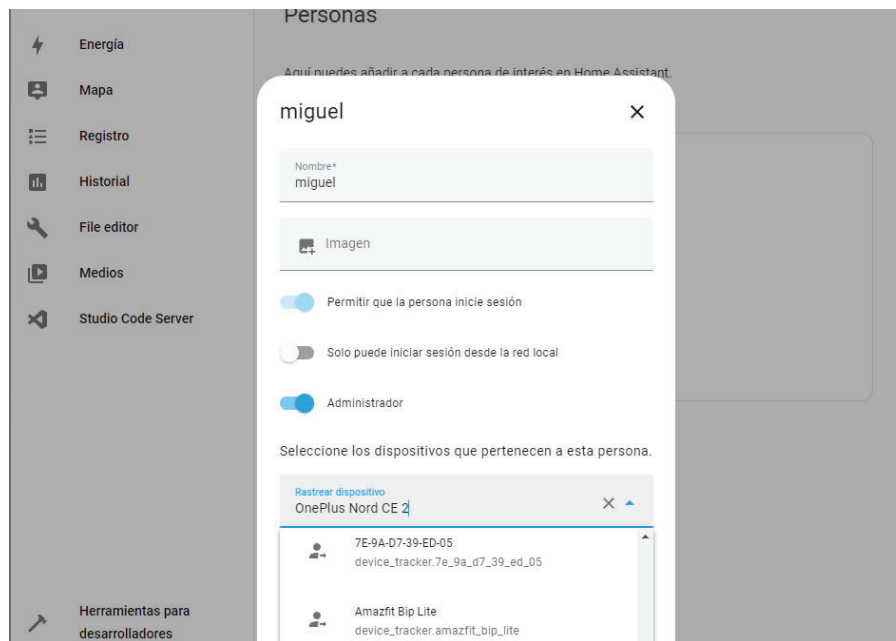 Personas
Energía
Aquí puedes añadir a cada persona de interés en Home Assistant.
Mapa
Registro
Historial
File editor
Medios
Studio Code Server
Herramientas para
desarrolladores
miguel
Nombre*
miguel
Imagen
Permitir que la persona inicie sesión
Solo puede iniciar sesión desde la red local
Administrador
Seleccione los dispositivos que pertenecen a esta persona.
Rastrear dispositivo
OnePlus Nord CE 2
7E-9A-D7-39-ED-05
device_tracker.7e_9a_d7_39_ed_05
Amazfit Bip Lite
device_tracker.amazfit_bip_lite